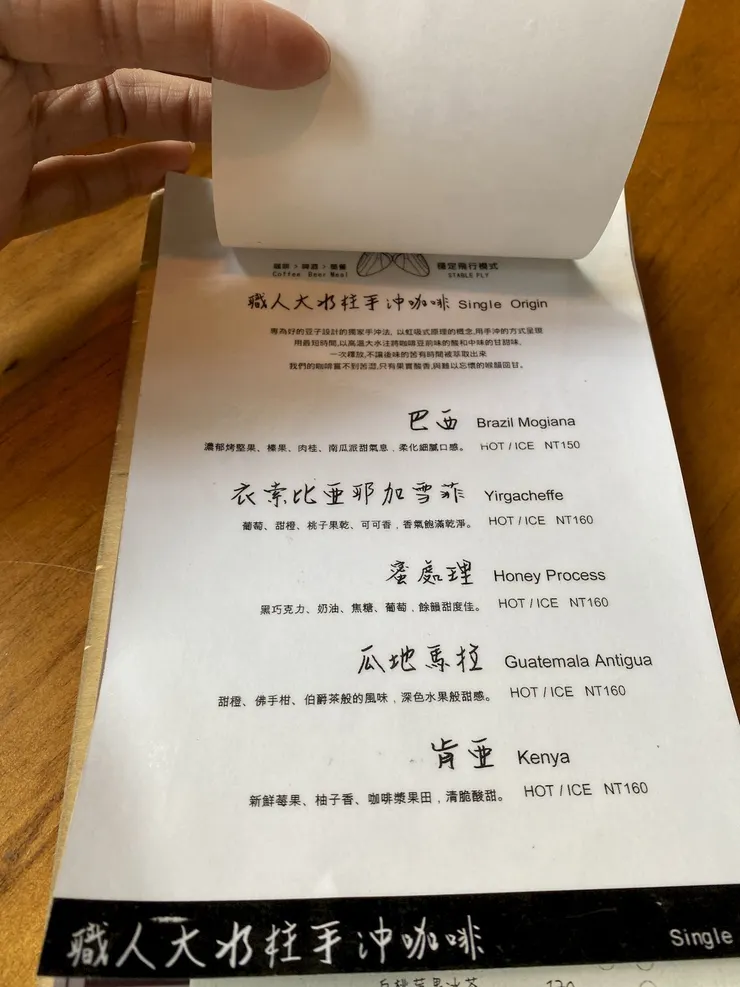 咖啡 > 啤酒 > 簡餐
Coffee Beer Meal
穩定飛行模式
STABLE FLY
職人大水柱手沖咖啡 Single Origin
專為好的豆子設計的獨家手沖法, 以虹吸式原理的概念,用手沖的方式呈現
用最短時間,以高溫大水注將咖啡豆前味的酸和中味的甘甜味,
一次釋放,不讓後味的苦有時間被萃取出來
我們的咖啡嘗不到苦澀,只有果實酸香,與難以忘懷的喉韻回甘。
巴西 Brazil Mogiana
濃郁烤堅果、榛果、肉桂、南瓜派甜氣息，柔化細膩口感。 HOT / ICE NT150
衣索比亞耶加雪菲 Yirgacheffe
葡萄、甜橙、桃子果乾、可可香，香氣飽滿乾淨。 HOT / ICE NT160
蜜處理 Honey Process
黑巧克力、奶油、焦糖、葡萄，餘韻甜度佳。 HOT / ICE NT160
瓜地馬拉 Guatemala Antigua
甜橙、佛手柑、伯爵茶般的風味，深色水果般甜感。 HOT / ICE NT160
肯亞 Kenya
新鮮莓果、柚子香、咖啡漿果甜，清脆酸甜。 HOT / ICE NT160
職人大水柱手沖咖啡 Single